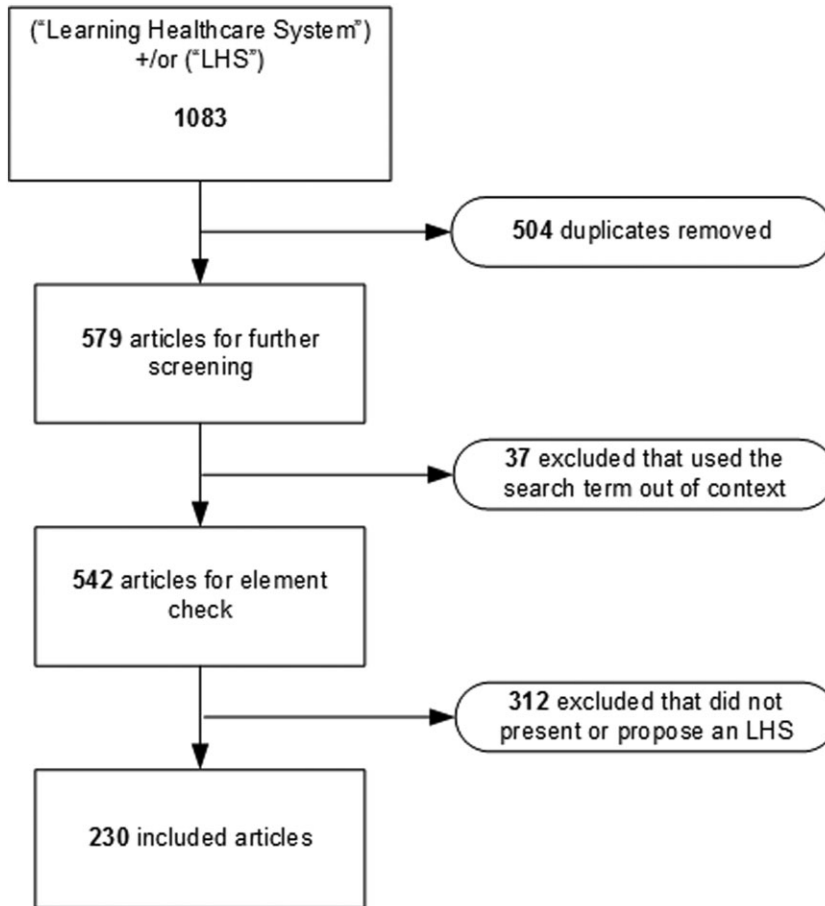 (“Learning Healthcare System”)
+/or (“LHS”)
1083
504 duplicates removed
579 articles for further
screening
37 excluded that used the
search term out of context
542 articles for element
check
312 excluded that did not
present or propose an LHS
230 included articles